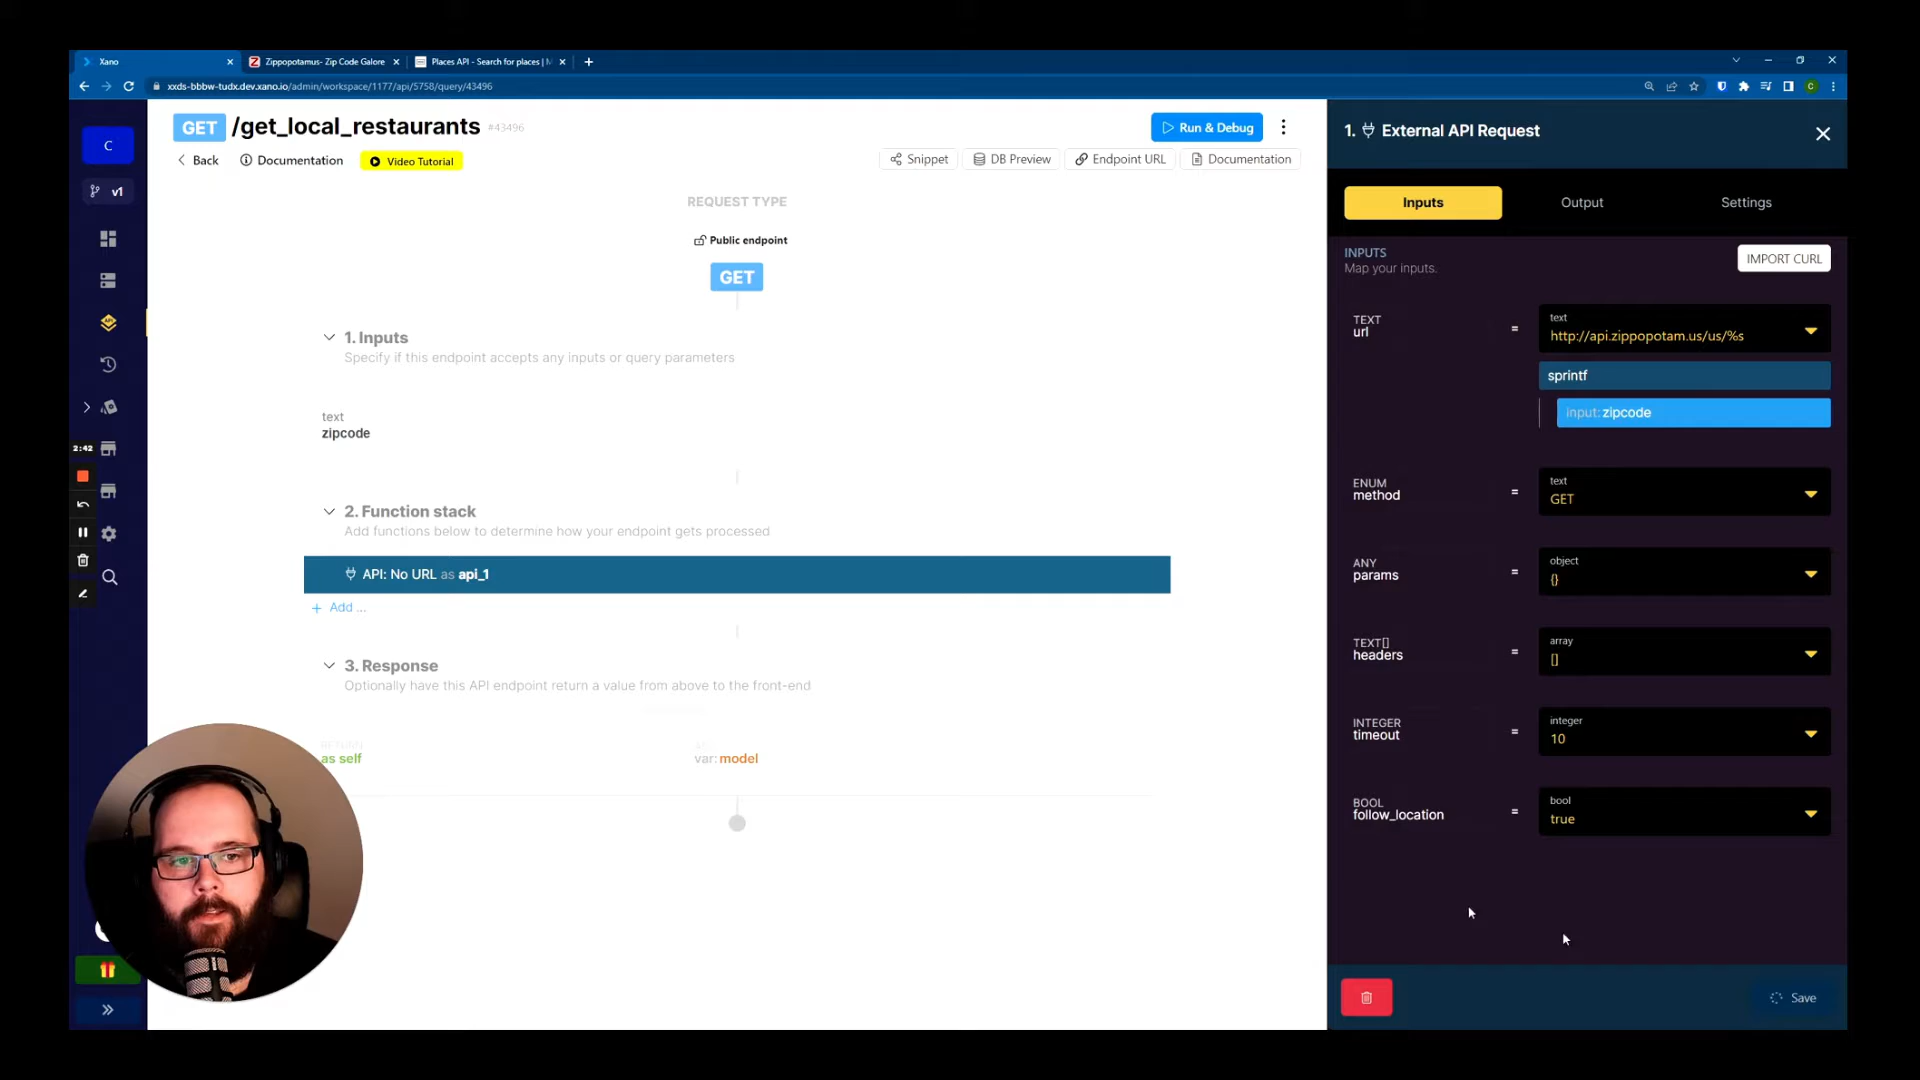 Xano
Zippopotamus- Zip Code Galore
Places API - Search for places | M
xxds-bbbw-tudx.dev.xano.io/admin/workspace/1177/api/5758/query/43496
C
C
v1
2:42
GET /get_local_restaurants #43496
Run & Debug
Back
Documentation
Video Tutorial
Snippet
DB Preview
Endpoint URL
Documentation
REQUEST TYPE
Public endpoint
GET
1. Inputs
Specify if this endpoint accepts any inputs or query parameters
text
zipcode
2. Function stack
Add functions below to determine how your endpoint gets processed
API: No URL as api_1
+ Add ...
3. Response
Optionally have this API endpoint return a value from above to the front-end
RETURN
AS
as self
var: model
1. External API Request
Inputs
Output
Settings
INPUTS
Map your inputs.
IMPORT CURL
TEXT
url
=
text
http://api.zippopotam.us/us/%s
sprintf
input: zipcode
ENUM
method
=
text
GET
ANY
params
=
object
{}
TEXT[]
headers
=
array
[]
INTEGER
timeout
=
integer
10
BOOL
follow_location
=
bool
true
Save